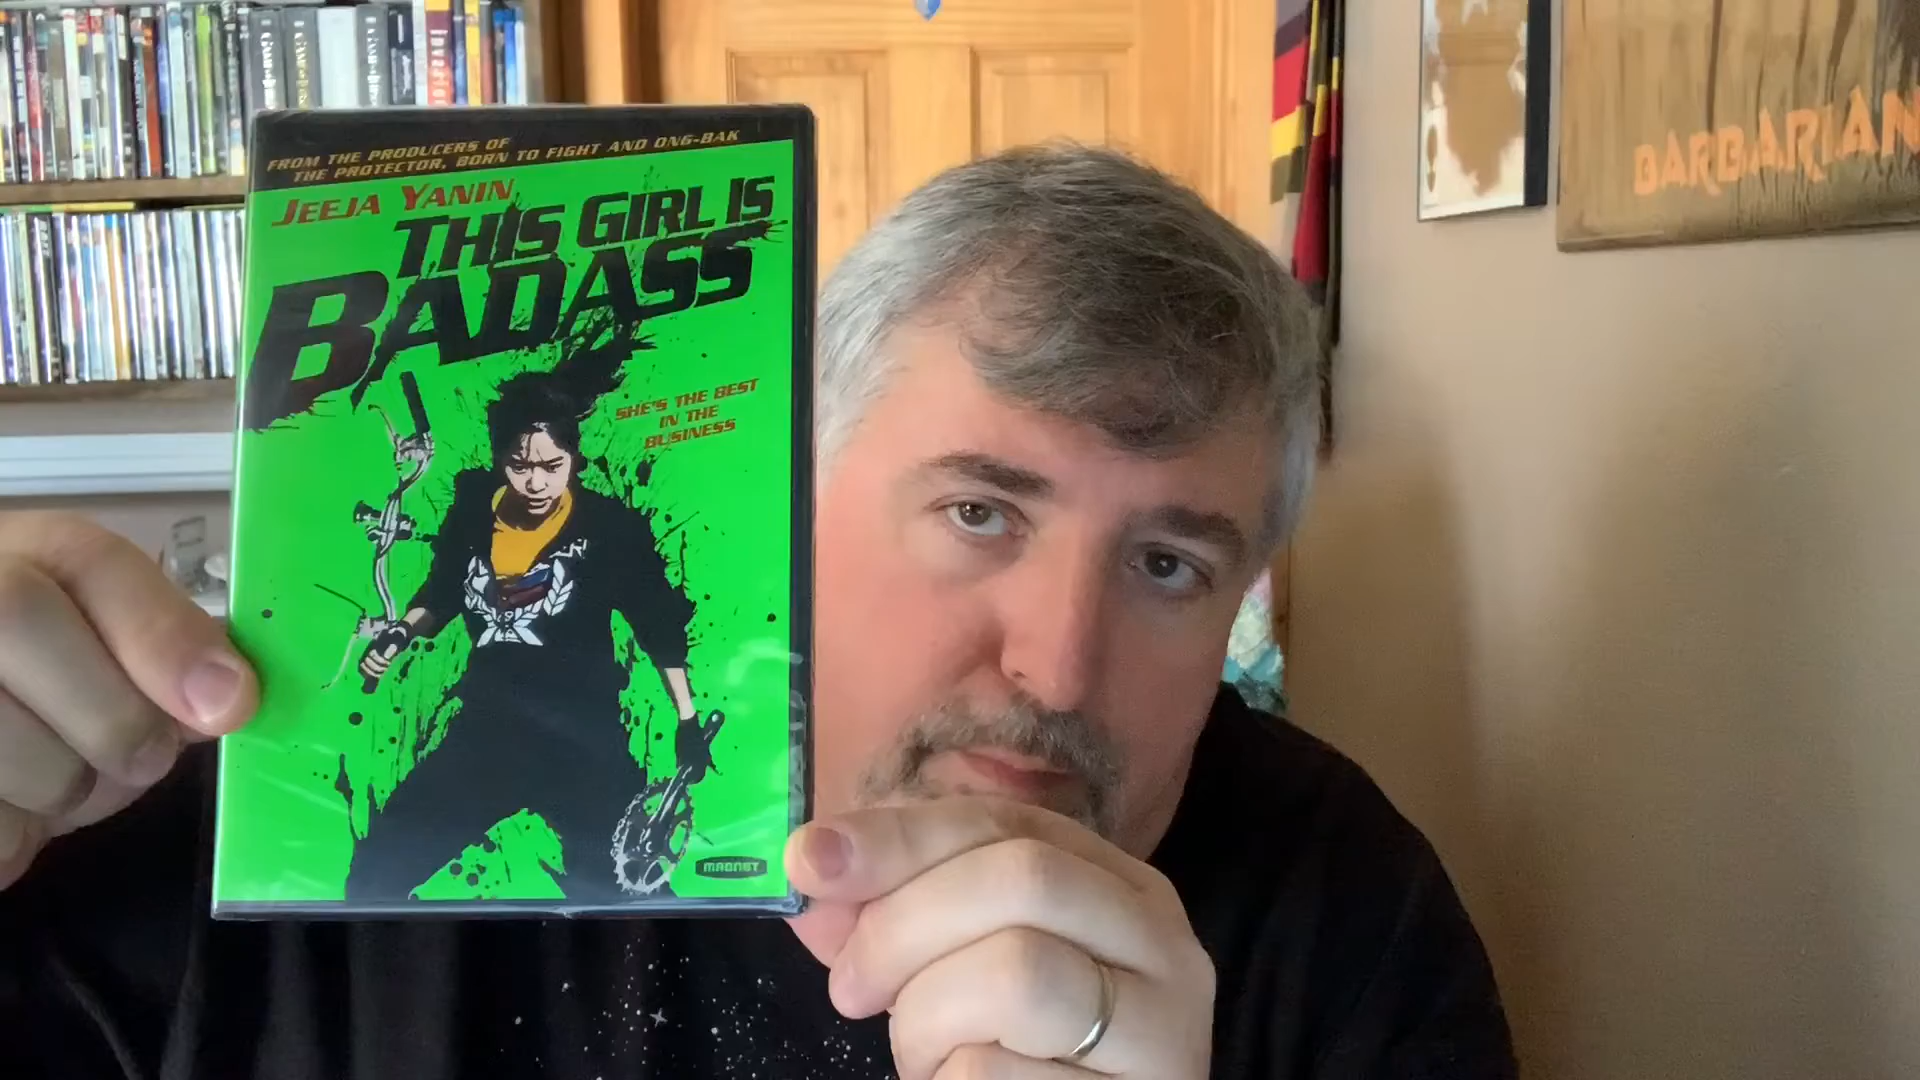 FROM THE PRODUCERS OF
THE PROTECTOR, BORN TO FIGHT AND ONG-BAK
JEEJA YANIN
THIS GIRL IS
BADASS
SHE'S THE BEST
IN THE
BUSINESS
MAGNET
BARBARIAN